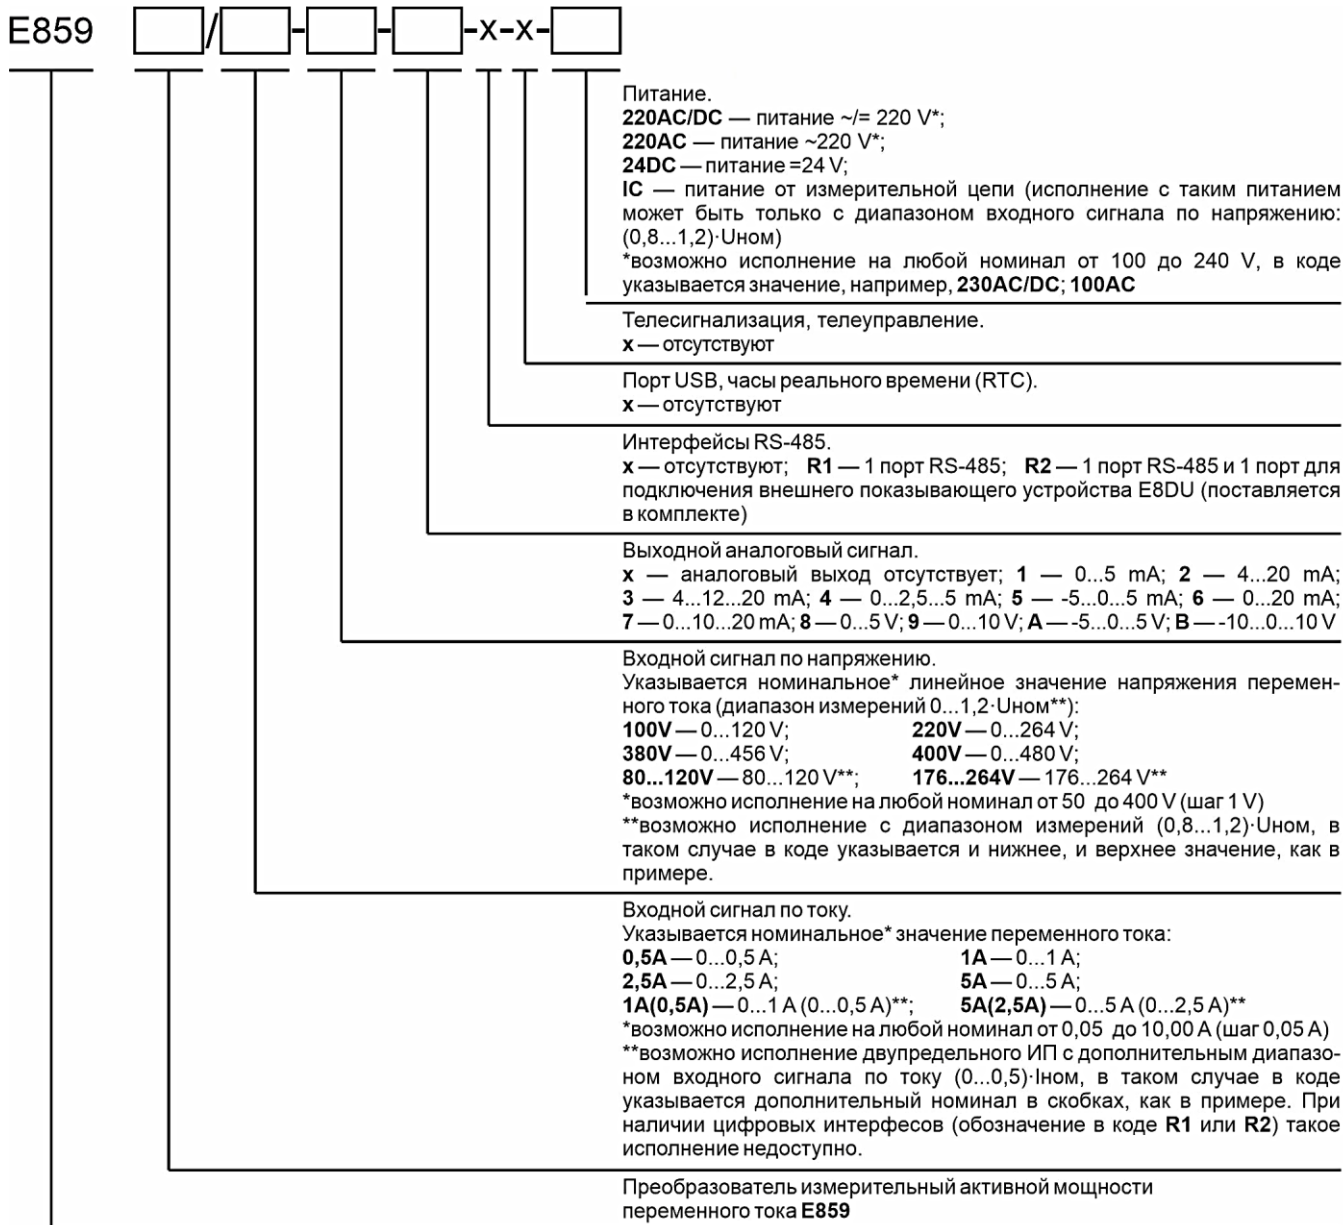 E859 / - - -x-x-
Питание.
220AC/DC — питание ~/= 220 V*;
220AC — питание ~220 V*;
24DC — питание =24 V;
IC — питание от измерительной цепи (исполнение с таким питанием
может быть только с диапазоном входного сигнала по напряжению:
(0,8...1,2)·Uном)
*возможно исполнение на любой номинал от 100 до 240 V, в коде
указывается значение, например, 230AC/DC; 100AC
Телесигнализация, телеуправление.
x — отсутствуют
Порт USB, часы реального времени (RTC).
x — отсутствуют
Интерфейсы RS-485.
x — отсутствуют; R1 — 1 порт RS-485; R2 — 1 порт RS-485 и 1 порт для
подключения внешнего показывающего устройства E8DU (поставляется
в комплекте)
Выходной аналоговый сигнал.
x — аналоговый выход отсутствует; 1 — 0...5 mA; 2 — 4...20 mA;
3 — 4...12...20 mA; 4 — 0...2,5...5 mA; 5 — -5...0...5 mA; 6 — 0...20 mA;
7 — 0...10...20 mA; 8 — 0...5 V; 9 — 0...10 V; A — -5...0...5 V; B — -10...0...10 V
Входной сигнал по напряжению.
Указывается номинальное* линейное значение напряжения перемен-
ного тока (диапазон измерений 0...1,2·Uном**):
100V — 0...120 V; 220V — 0...264 V;
380V — 0...456 V; 400V — 0...480 V;
80...120V — 80...120 V**; 176...264V — 176...264 V**
*возможно исполнение на любой номинал от 50 до 400 V (шаг 1 V)
**возможно исполнение с диапазоном измерений (0,8...1,2)·Uном, в
таком случае в коде указывается и нижнее, и верхнее значение, как в
примере.
Входной сигнал по току.
Указывается номинальное* значение переменного тока:
0,5A — 0...0,5 A; 1A — 0...1 A;
2,5A — 0...2,5 A; 5A — 0...5 A;
1A(0,5A) — 0...1 A (0...0,5 A)**; 5A(2,5A) — 0...5 A (0...2,5 A)**
*возможно исполнение на любой номинал от 0,05 до 10,00 A (шаг 0,05 A)
**возможно исполнение двупредельного ИП с дополнительным диапазо-
ном входного сигнала по току (0...0,5)·Iном, в таком случае в коде
указывается дополнительный номинал в скобках, как в примере. При
наличии цифровых интерфесов (обозначение в коде R1 или R2) такое
исполнение недоступно.
Преобразователь измерительный активной мощности
переменного тока E859